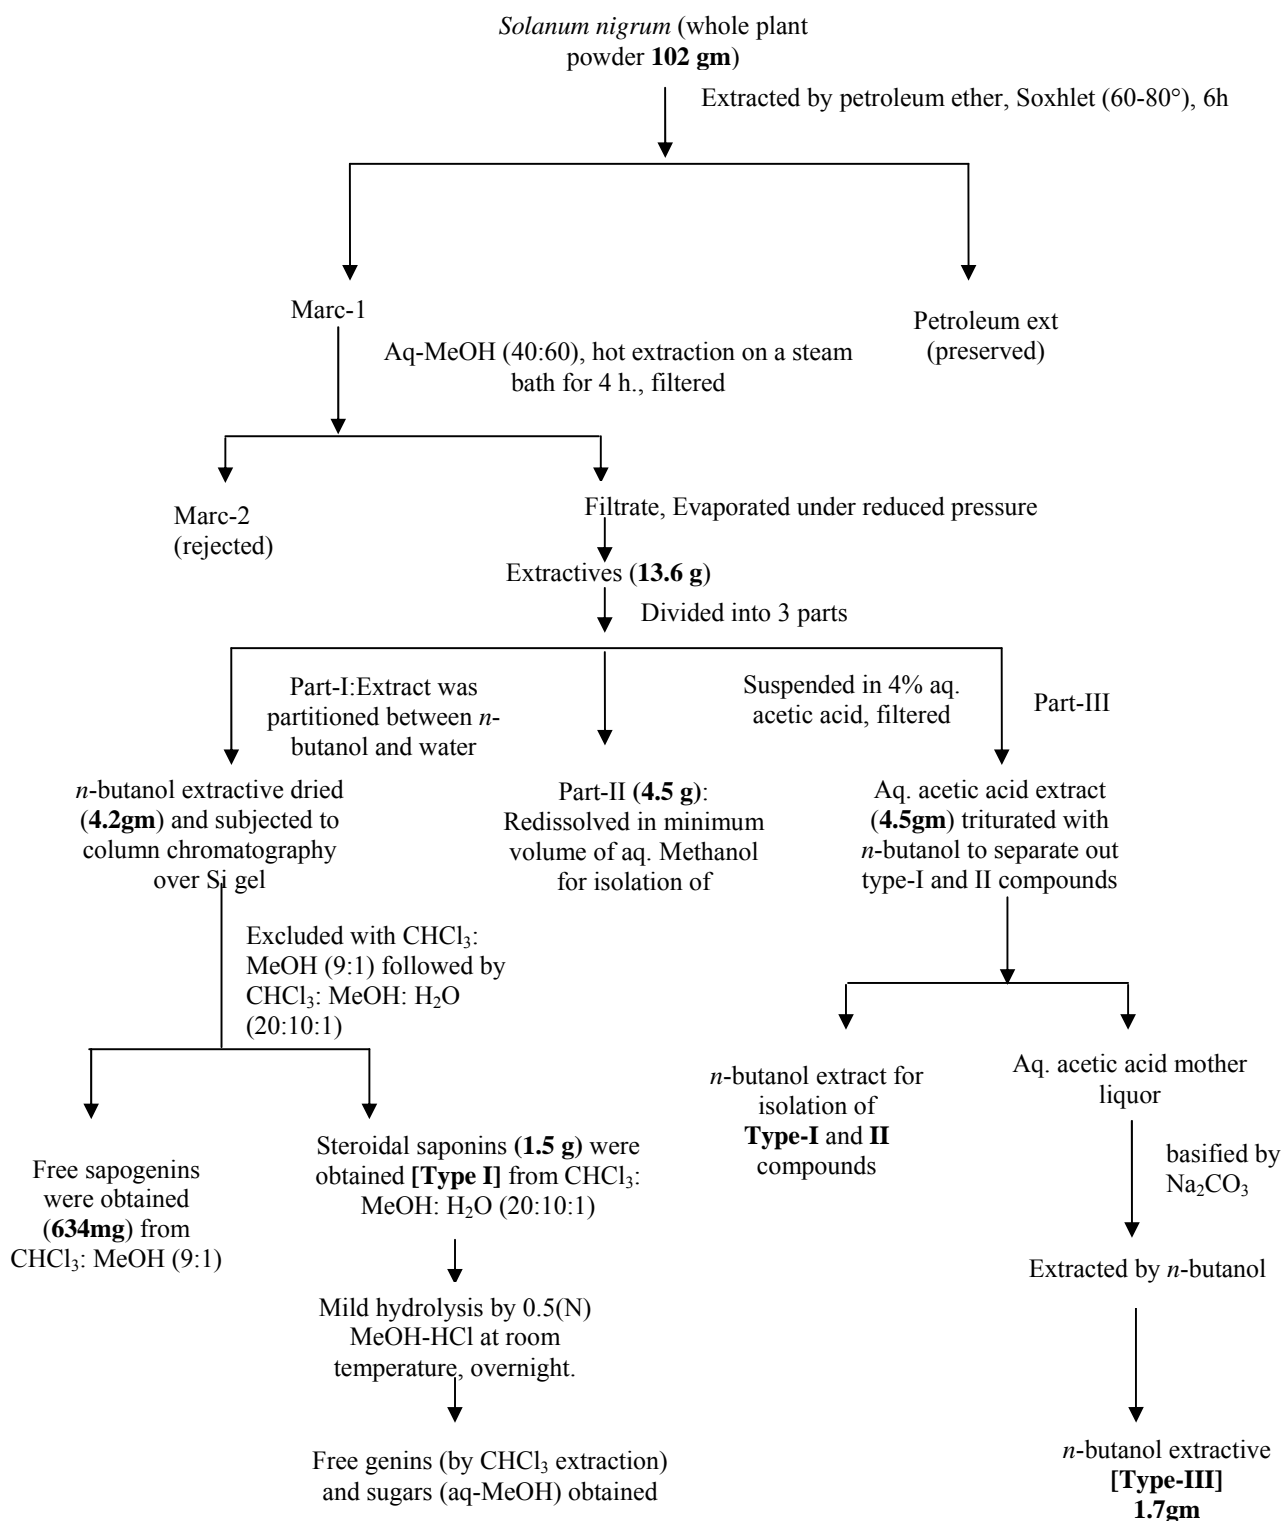 Solanum nigrum (whole plant
powder 102 gm)
Extracted by petroleum ether, Soxhlet (60-80°), 6h
Marc-1
Petroleum ext
(preserved)
Aq-MeOH (40:60), hot extraction on a steam
bath for 4 h., filtered
Marc-2
(rejected)
Filtrate, Evaporated under reduced pressure
Extractives (13.6 g)
Divided into 3 parts
Part-I:Extract was
partitioned between n-
butanol and water
Suspended in 4% aq.
acetic acid, filtered
Part-III
n-butanol extractive dried
(4.2gm) and subjected to
column chromatography
over Si gel
Part-II (4.5 g):
Redissolved in minimum
volume of aq. Methanol
for isolation of
Aq. acetic acid extract
(4.5gm) triturated with
n-butanol to separate out
type-I and II compounds
Excluded with CHCl₃:
MeOH (9:1) followed by
CHCl₃: MeOH: H₂O
(20:10:1)
n-butanol extract for
isolation of
Type-I and II
compounds
Aq. acetic acid mother
liquor
basified by
Na₂CO₃
Free sapogenins
were obtained
(634mg) from
CHCl₃: MeOH (9:1)
Steroidal saponins (1.5 g) were
obtained [Type I] from CHCl₃:
MeOH: H₂O (20:10:1)
Extracted by n-butanol
Mild hydrolysis by 0.5(N)
MeOH-HCl at room
temperature, overnight.
Free genins (by CHCl₃ extraction)
and sugars (aq-MeOH) obtained
n-butanol extractive
[Type-III]
1.7gm